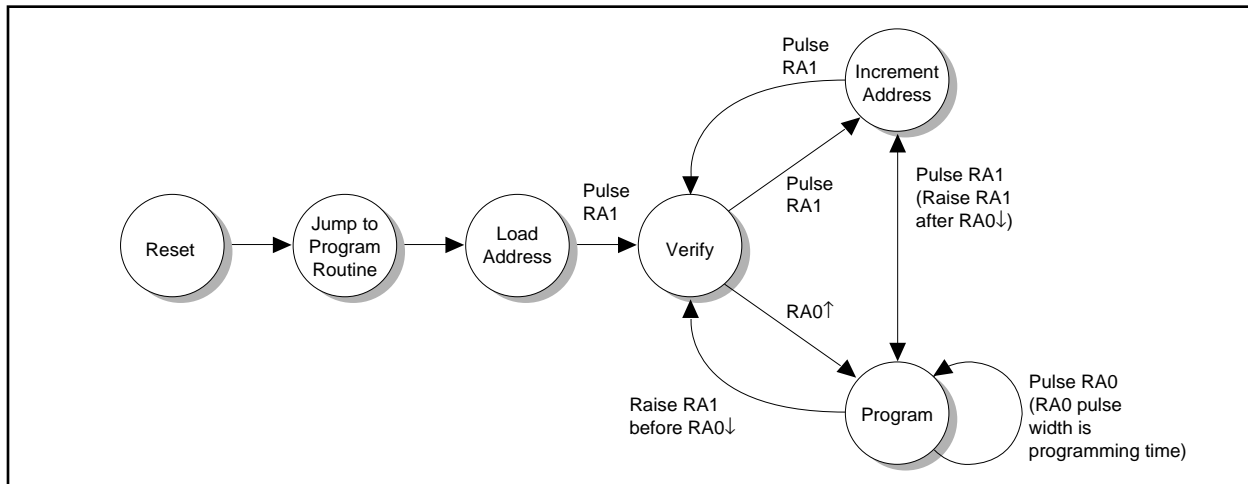 Pulse
RA1
Increment
Address
Pulse
RA1
Pulse
RA1
Pulse RA1
(Raise RA1
after RA0↓)
Reset
Jump to
Program
Routine
Load
Address
Verify
RA0↑
Raise RA1
before RA0↓
Program
Pulse RA0
(RA0 pulse
width is
programming time)